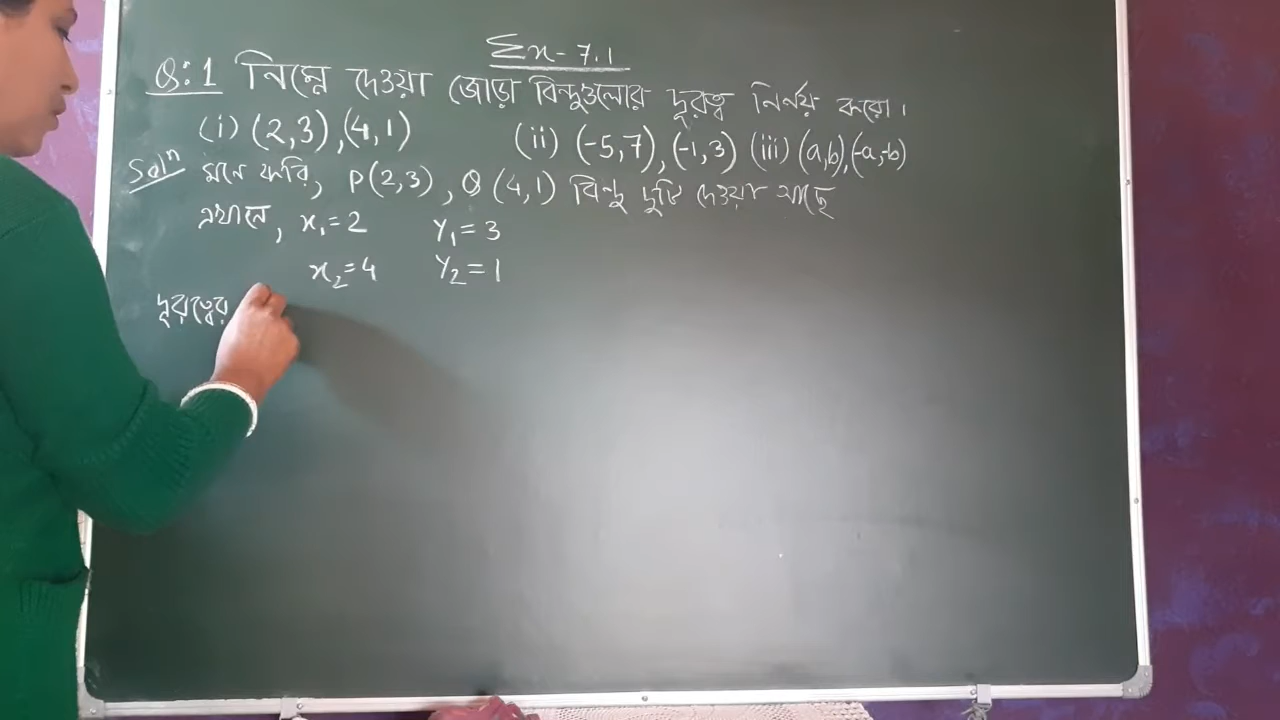 Ex - 7.1
Q:1 নিম্নে দেওয়া জোড়া বিন্দুগুলোর দূরত্ব নির্ণয় করো।
(i) (2,3),(4,1) (ii) (-5,7),(-1,3) (iii) (a,b),(-a,-b)
Solⁿ মনে করি, P(2,3), Q(4,1) বিন্দু দুটি দেওয়া আছে
এখানে, x₁=2 y₁=3
x₂=4 y₂=1
দূরত্বের